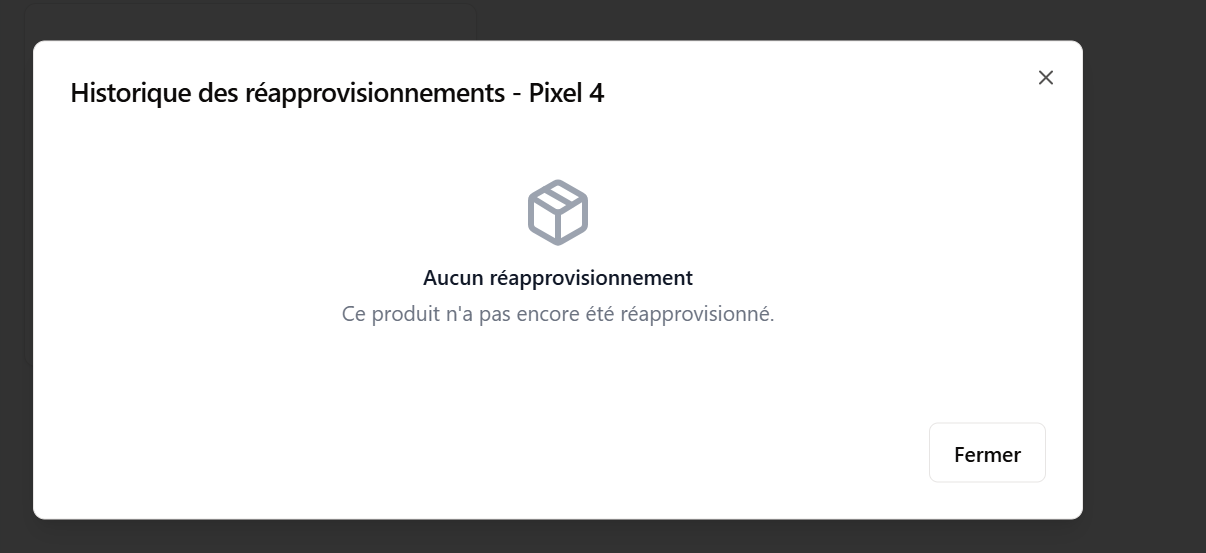 Historique des réapprovisionnements - Pixel 4
Aucun réapprovisionnement
Ce produit n'a pas encore été réapprovisionné.
Fermer